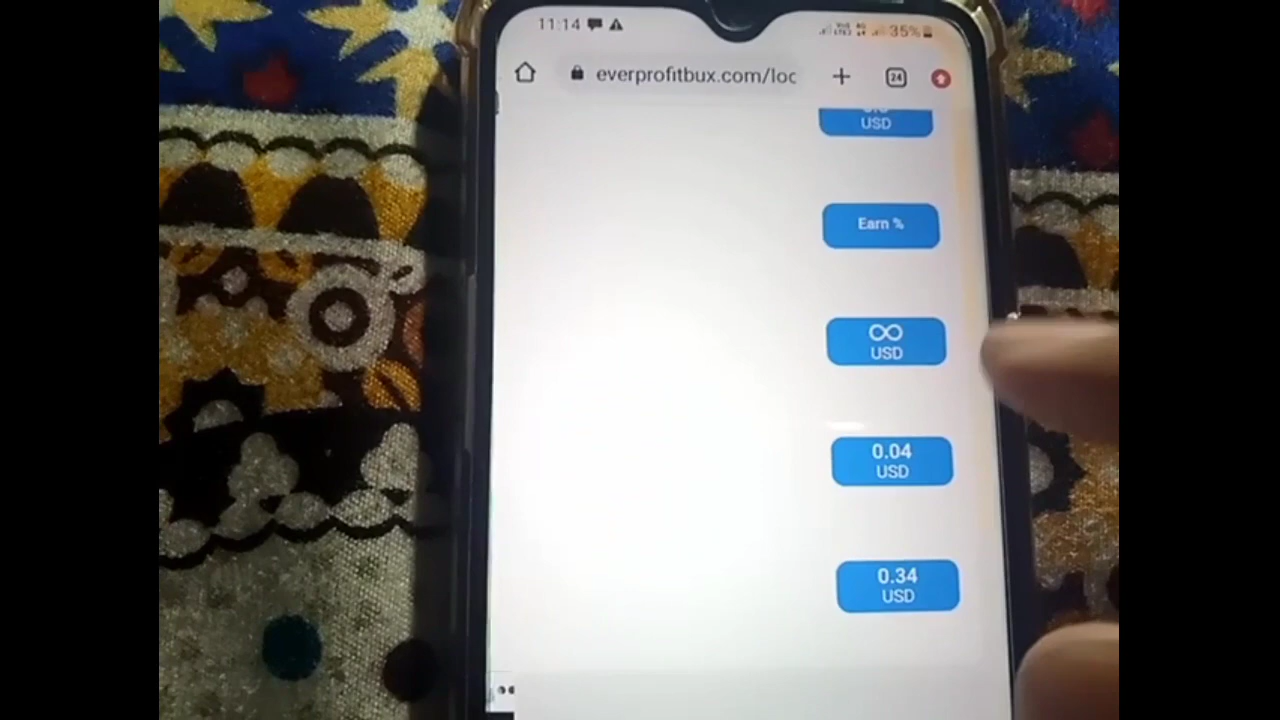 11:14
35%
everprofitbux.com/loc
24
USD
Earn %
∞
USD
0.04
USD
0.34
USD